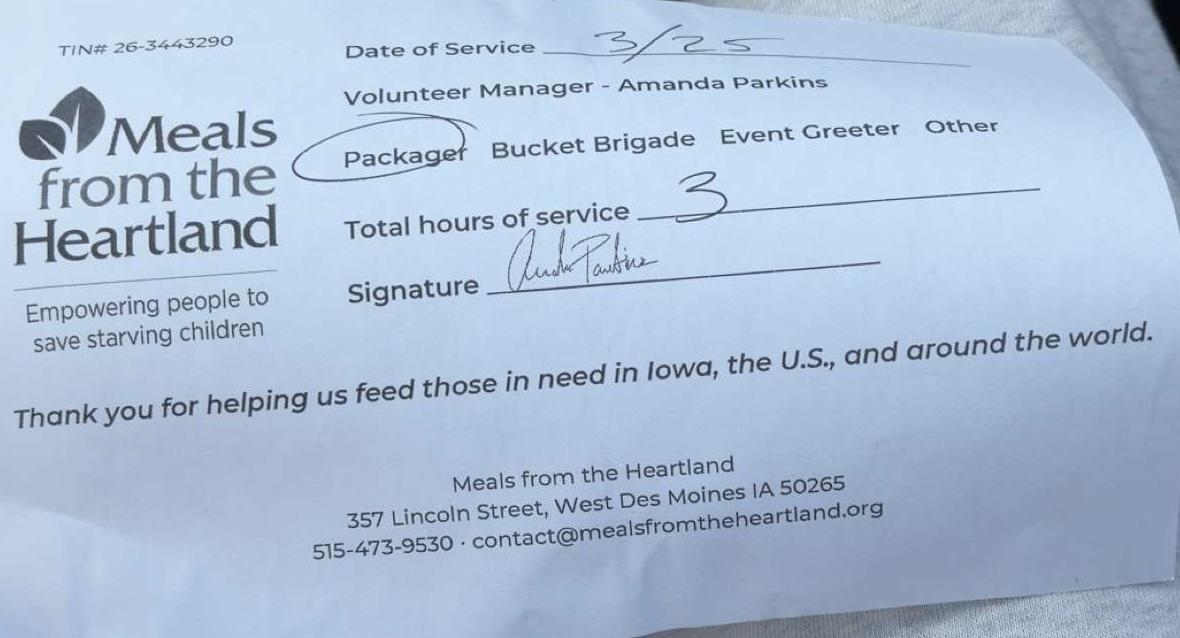 TIN# 26-3443290
Meals
from the
Heartland
Empowering people to
save starving children
Date of Service 3/25
Volunteer Manager - Amanda Parkins
Packager Bucket Brigade Event Greeter Other
Total hours of service 3
Signature Amanda Parkins
Thank you for helping us feed those in need in Iowa, the U.S., and around the world.
Meals from the Heartland
357 Lincoln Street, West Des Moines IA 50265
515-473-9530 · contact@mealsfromtheheartland.org